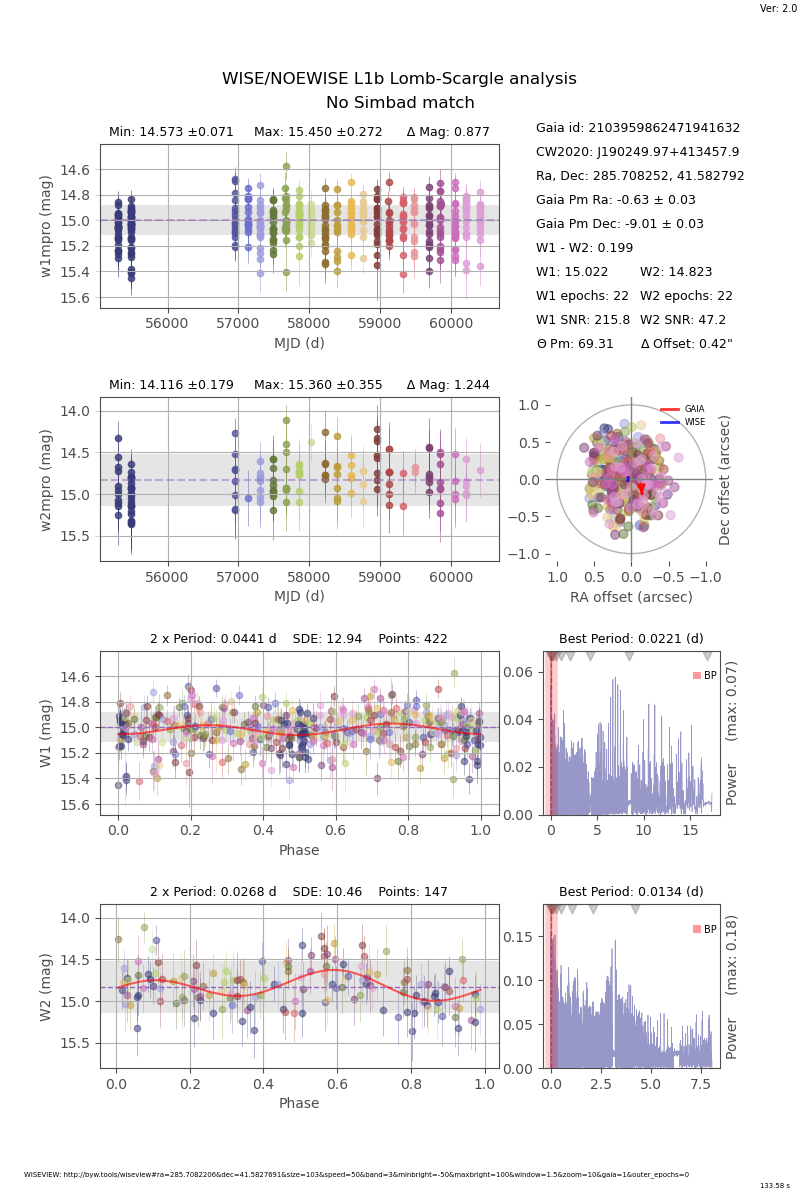 Ver: 2.0
WISE/NOEWISE L1b Lomb-Scargle analysis
No Simbad match
Min: 14.573 ±0.071 Max: 15.450 ±0.272 Δ Mag: 0.877
14.6
14.8
15.0
15.2
15.4
15.6
w1mpro (mag)
56000 57000 58000 59000 60000
MJD (d)
Gaia id: 2103959862471941632
CW2020: J190249.97+413457.9
Ra, Dec: 285.708252, 41.582792
Gaia Pm Ra: -0.63 ± 0.03
Gaia Pm Dec: -9.01 ± 0.03
W1 - W2: 0.199
W1: 15.022 W2: 14.823
W1 epochs: 22 W2 epochs: 22
W1 SNR: 215.8 W2 SNR: 47.2
Θ Pm: 69.31 Δ Offset: 0.42"
Min: 14.116 ±0.179 Max: 15.360 ±0.355 Δ Mag: 1.244
14.0
14.5
15.0
15.5
w2mpro (mag)
56000 57000 58000 59000 60000
MJD (d)
1.0
0.5
0.0
−0.5
−1.0
GAIA
WISE
Dec offset (arcsec)
1.0 0.5 0.0 −0.5 −1.0
RA offset (arcsec)
2 x Period: 0.0441 d SDE: 12.94 Points: 422
14.6
14.8
15.0
15.2
15.4
15.6
W1 (mag)
0.0 0.2 0.4 0.6 0.8 1.0
Phase
Best Period: 0.0221 (d)
0.06
0.04
0.02
0.00
BP
Power (max: 0.07)
0 5 10 15
2 x Period: 0.0268 d SDE: 10.46 Points: 147
14.0
14.5
15.0
15.5
W2 (mag)
0.0 0.2 0.4 0.6 0.8 1.0
Phase
Best Period: 0.0134 (d)
0.15
0.10
0.05
0.00
BP
Power (max: 0.18)
0.0 2.5 5.0 7.5
WISEVIEW: http://byw.tools/wiseview#ra=285.7082206&dec=41.5827691&size=103&speed=50&band=3&minbright=-50&maxbright=100&window=1.5&zoom=10&gaia=1&outer_epochs=0
133.58 s